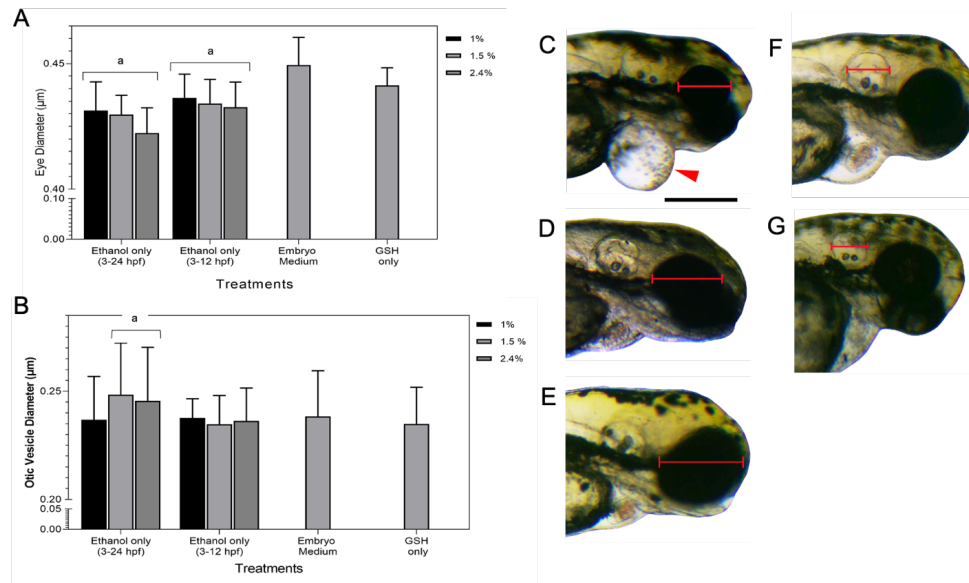 A
Eye Diameter (µm)
0.45
0.40
0.10
0.00
a
a
1%
1.5 %
2.4%
Ethanol only
(3-24 hpf)
Ethanol only
(3-12 hpf)
Embryo
Medium
GSH
only
Treatments
B
Otic Vesicle Diameter (µm)
0.25
0.20
0.05
0.00
a
1%
1.5 %
2.4%
Ethanol only
(3-24 hpf)
Ethanol only
(3-12 hpf)
Embryo
Medium
GSH
only
Treatments
C
D
E
F
G